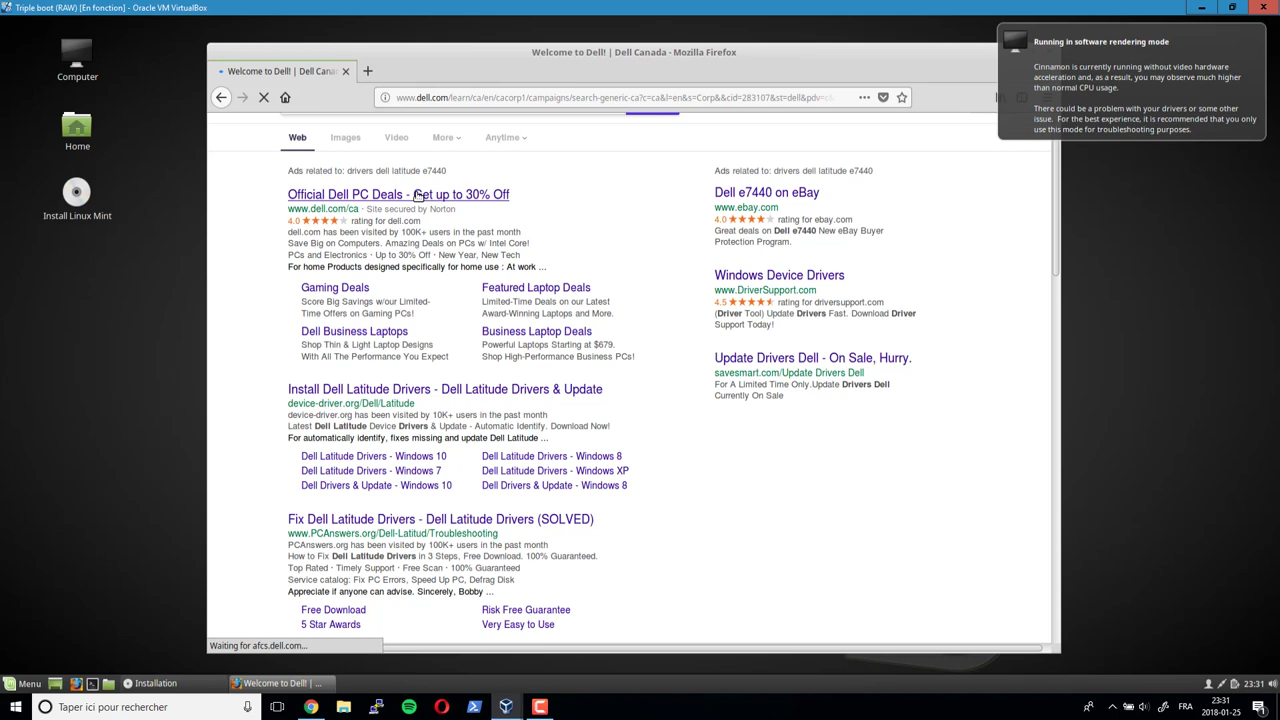 Triple boot (RAW) [En fonction] - Oracle VM VirtualBox
Computer
Home
Install Linux Mint
Welcome to Dell! | Dell Canada - Mozilla Firefox
Running in software rendering mode
Cinnamon is currently running without video hardware
acceleration and, as a result, you may observe much higher
than normal CPU usage.
There could be a problem with your drivers or some other
issue. For the best experience, it is recommended that you only
use this mode for troubleshooting purposes.
Welcome to Dell! | Dell Cana
www.dell.com/learn/ca/en/cacorp1/campaigns/search-generic-ca?c=ca&l=en&s=Corp&&cid=283107&st=dell&pdv=c
Web Images Video More Anytime
Ads related to: drivers dell latitude e7440
Official Dell PC Deals - Get up to 30% Off
www.dell.com/ca · Site secured by Norton
4.0 ★★★★★ rating for dell.com
dell.com has been visited by 100K+ users in the past month
Save Big on Computers. Amazing Deals on PCs w/ Intel Core!
PCs and Electronics · Up to 30% Off · New Year, New Tech
For home Products designed specifically for home use : At work ...
Gaming Deals
Score Big Savings w/our Limited-
Time Offers on Gaming PCs!
Featured Laptop Deals
Limited-Time Deals on our Latest
Award-Winning Laptops and More.
Dell Business Laptops
Shop Thin & Light Laptop Designs
With All The Performance You Expect
Business Laptop Deals
Powerful Laptops Starting at $679.
Shop High-Performance Business PCs!
Install Dell Latitude Drivers - Dell Latitude Drivers & Update
device-driver.org/Dell/Latitude
device-driver.org has been visited by 10K+ users in the past month
Latest Dell Latitude Device Drivers & Update - Automatic Identify. Download Now!
For automatically identify, fixes missing and update Dell Latitude ...
Dell Latitude Drivers - Windows 10 Dell Latitude Drivers - Windows 8
Dell Latitude Drivers - Windows 7 Dell Latitude Drivers - Windows XP
Dell Drivers & Update - Windows 10 Dell Drivers & Update - Windows 8
Fix Dell Latitude Drivers - Dell Latitude Drivers (SOLVED)
www.PCAnswers.org/Dell-Latitud/Troubleshooting
PCAnswers.org has been visited by 100K+ users in the past month
How to Fix Dell Latitude Drivers in 3 Steps, Free Download. 100% Guaranteed.
Top Rated · Timely Support · Free Scan · 100% Guaranteed
Service catalog: Fix PC Errors, Speed Up PC, Defrag Disk
Appreciate if anyone can advise. Sincerely, Bobby ...
Free Download Risk Free Guarantee
5 Star Awards Very Easy to Use
Ads related to: drivers dell latitude e7440
Dell e7440 on eBay
www.ebay.com
4.0 ★★★★★ rating for ebay.com
Great deals on Dell e7440 New eBay Buyer
Protection Program.
Windows Device Drivers
www.DriverSupport.com
4.5 ★★★★★ rating for driversupport.com
(Driver Tool) Update Drivers Fast. Download Driver
Support Today!
Update Drivers Dell - On Sale, Hurry.
savesmart.com/Update Drivers Dell
For A Limited Time Only.Update Drivers Dell
Currently On Sale
Waiting for afcs.dell.com...
Menu Installation Welcome to Dell! | ... 23:31
Taper ici pour rechercher FRA 23:31
2018-01-25